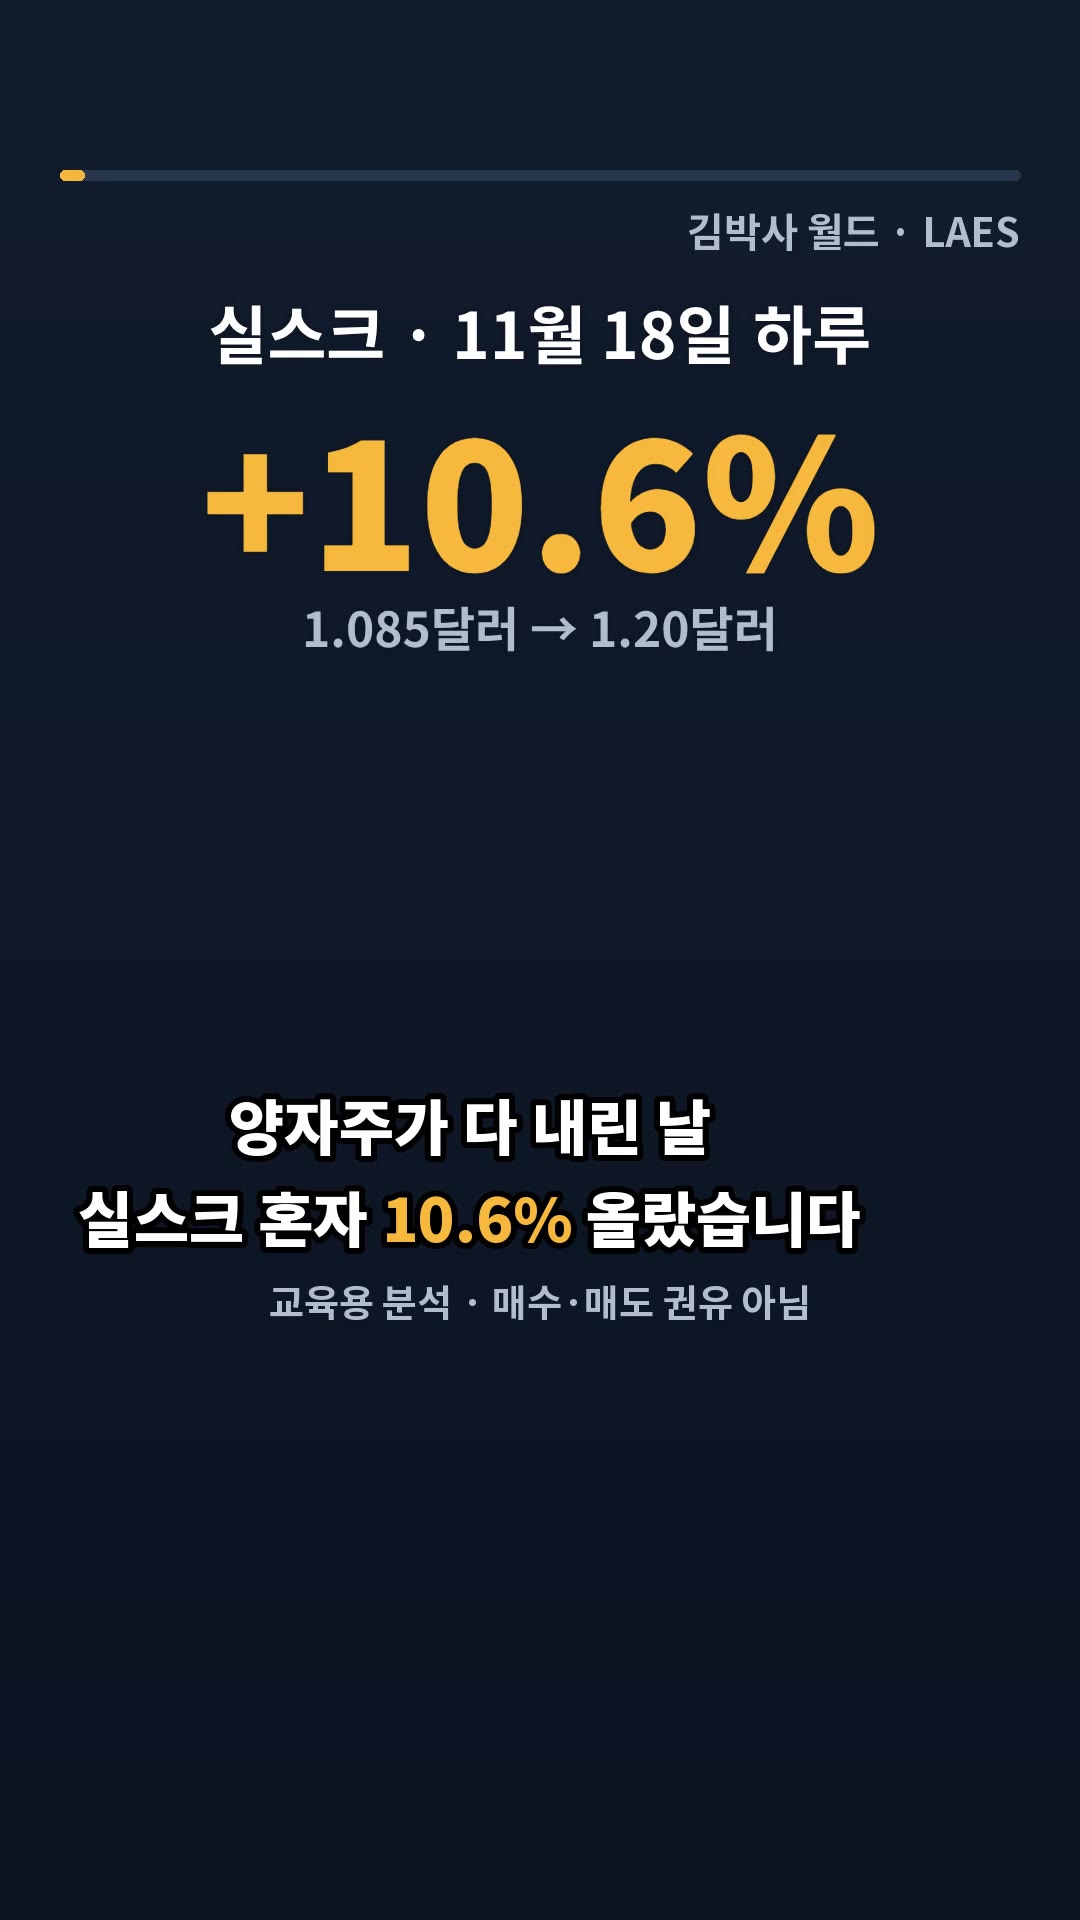 김박사 월드 · LAES
실스크 · 11월 18일 하루
+10.6%
1.085달러 → 1.20달러
양자주가 다 내린 날
실스크 혼자 10.6% 올랐습니다
교육용 분석 · 매수·매도 권유 아님